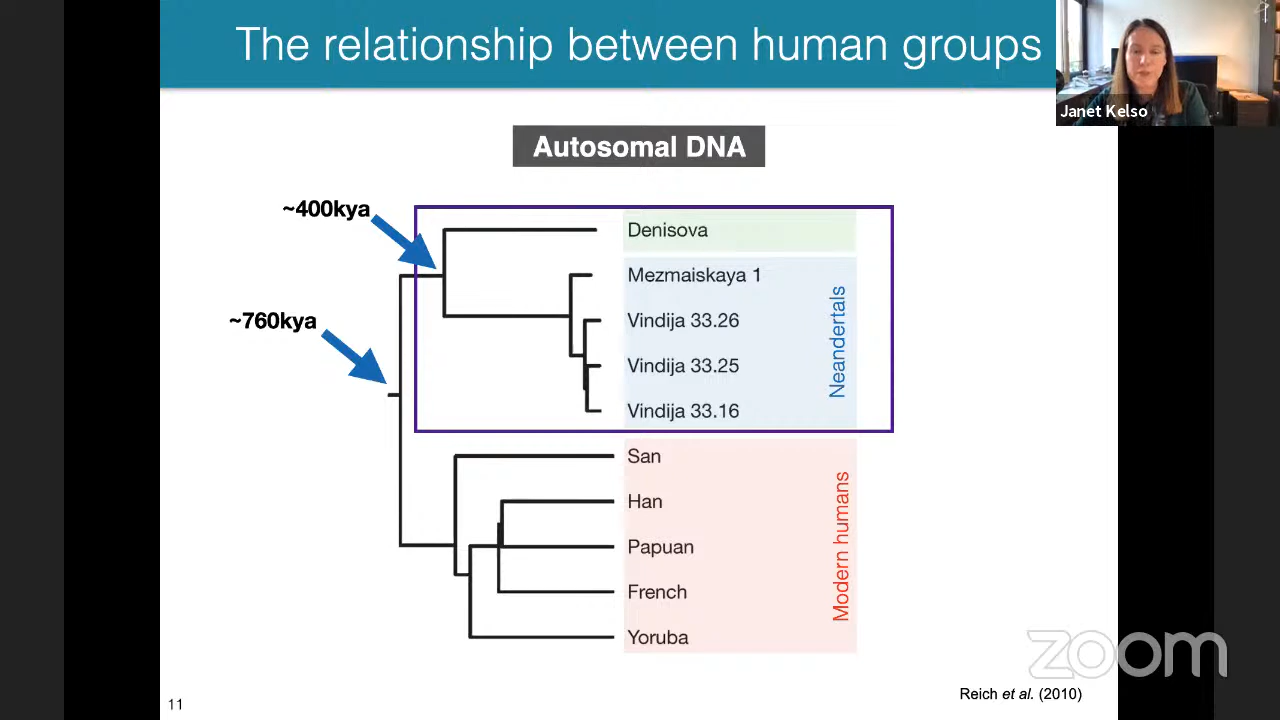 The relationship between human groups
Janet Kelso
Autosomal DNA
~400kya
~760kya
Denisova
Mezmaiskaya 1
Vindija 33.26
Vindija 33.25
Vindija 33.16
Neandertals
San
Han
Papuan
French
Yoruba
Modern humans
zoom
Reich et al. (2010)
11